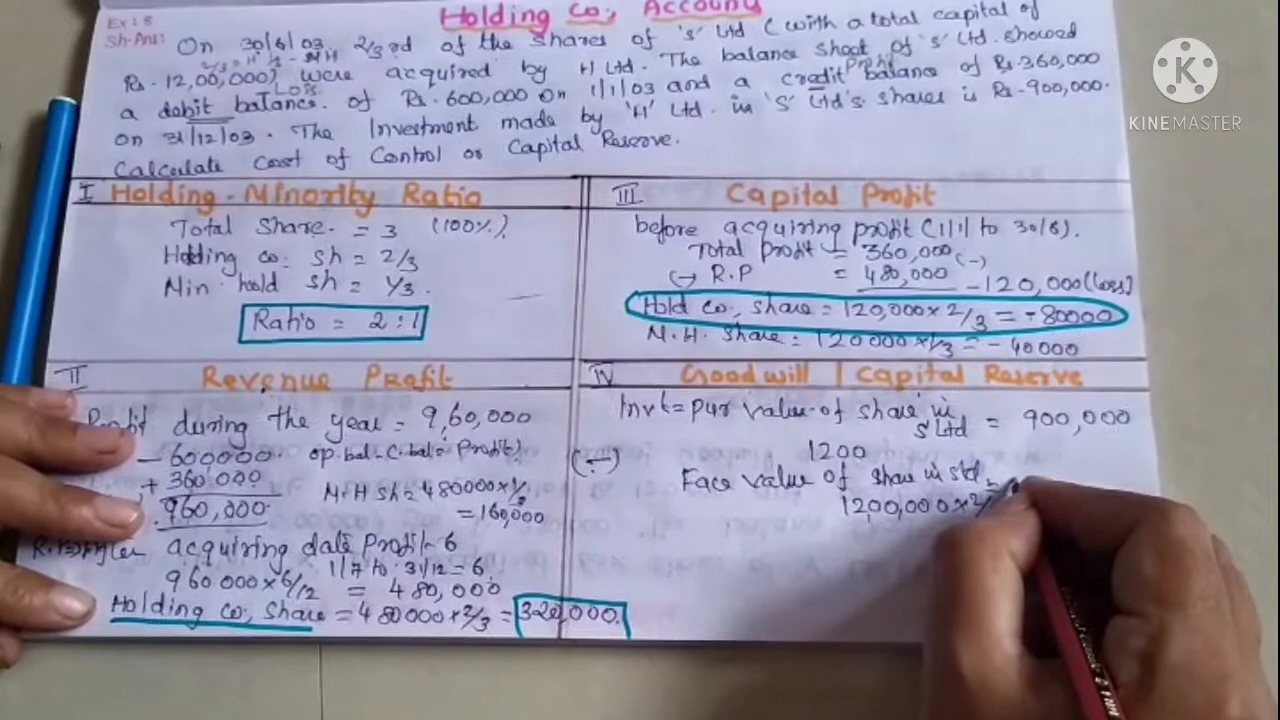 Holding Co; Account
Ex: 8
Sh-Ans:
On 30/6/03 2/3rd of the shares of 's' Ltd (with a total capital of
Rs. 12,00,000) were acquired by H Ltd. The balance sheet of 's' Ltd. showed
Loss
profit
a debit balance of Rs. 600,000 on 1/1/03 and a credit balance of Rs. 360,000
on 31/12/03. The Investment made by 'H' Ltd. in 'S' Ltd's shares is Rs- 900,000.
Calculate Cost of Control or Capital Reserve.
K
KINEMASTER
I Holding-Minority Ratio
Total Share = 3 (100%)
Holding co: sh = 2/3
Min hold sh = 1/3
Ratio = 2:1
II Revenue Profit
Profit during the year = 9,60,000
- 600000 op.bal-C.bal= Profit)
+ 360,000 M.H Sh = 480000×1/3
960,000 = 160,000
acquiring date Profit- 6
1/7 to 31/12 = 6
960 000×6/12 = 480,000
Holding Co; Share = 480000×2/3 = 320,000.
III Capital Profit
before acquiring profit (1/1 to 30/6).
Total profit = 360,000 (-)
(-) R.P = 480,000 -120,000 (loss)
Hold co; share = 120,000×2/3 = -80000
M.H. share = 120000×1/3 = -40000
IV Goodwill / Capital Reserve
Invt = pur value of share in
S Ltd = 900,000
1200
(-) Face value of share in
1200,000×2/